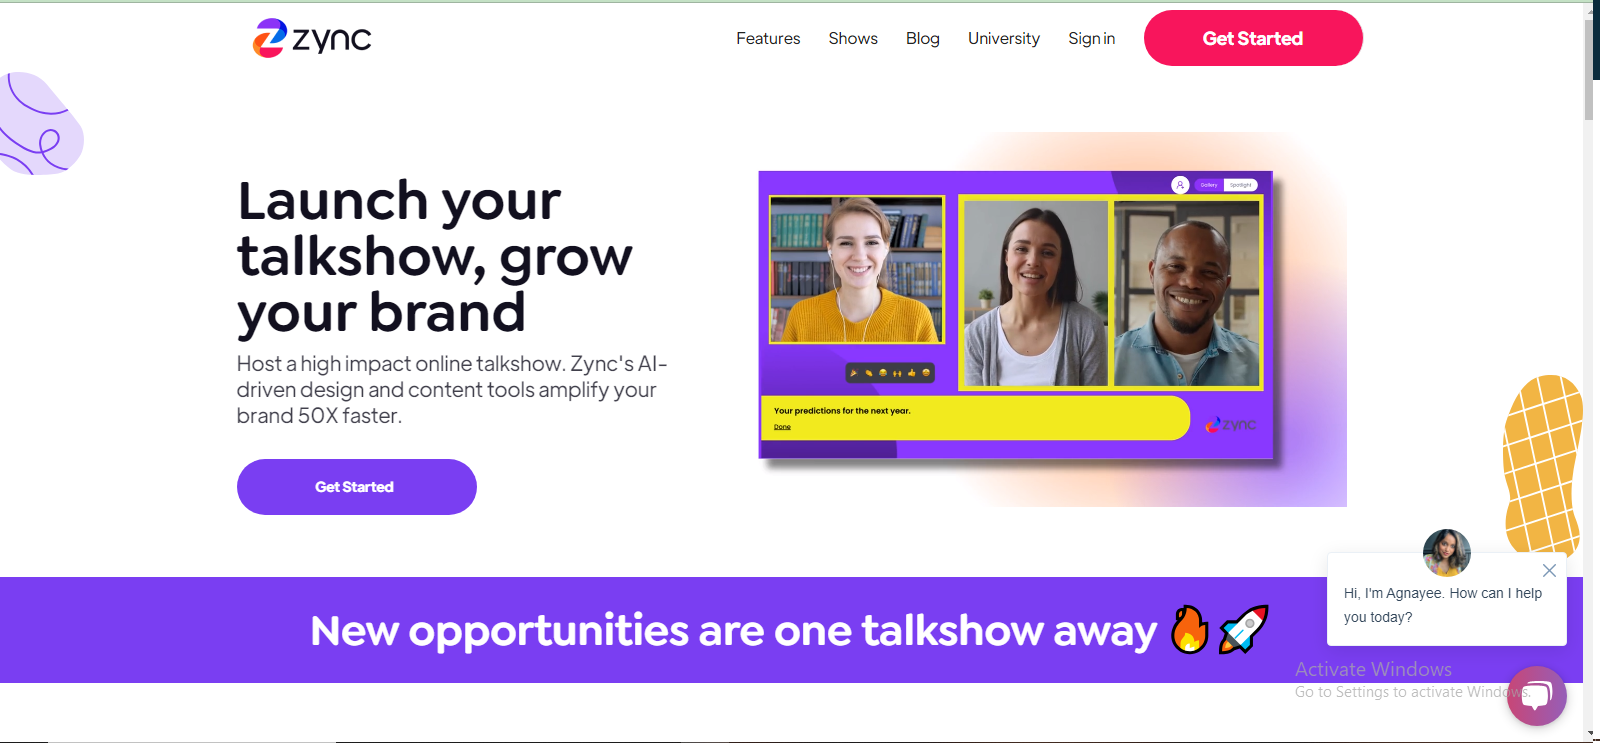 zync
Features
Shows
Blog
University
Sign in
Get Started
Launch your
talkshow, grow
your brand
Host a high impact online talkshow. Zync's AI-
driven design and content tools amplify your
brand 50X faster.
Get Started
Gallery
Spotlight
Your predictions for the next year.
Done
zync
New opportunities are one talkshow away
Hi, I'm Agnayee. How can I help
you today?
Activate Windows
Go to Settings to activate Windows.